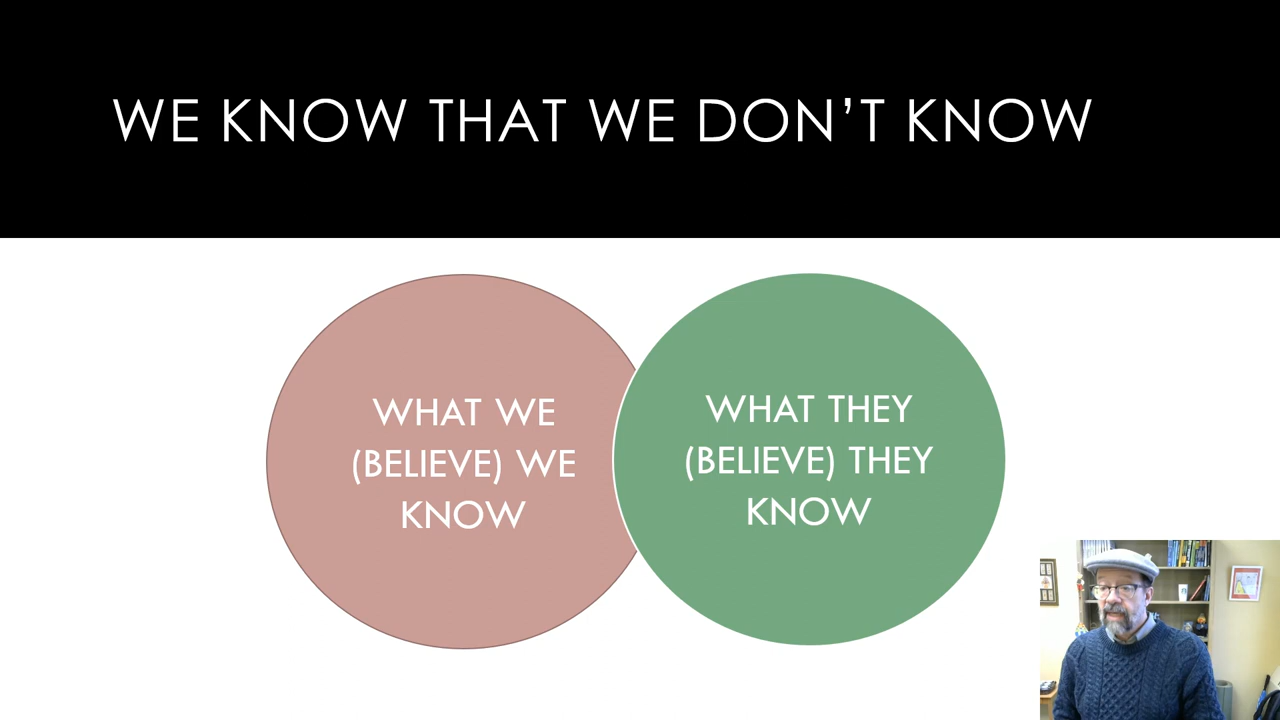 WE KNOW THAT WE DON’T KNOW
WHAT WE
(BELIEVE) WE
KNOW
WHAT THEY
(BELIEVE) THEY
KNOW